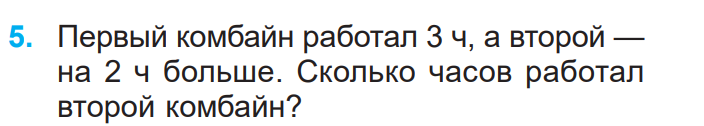 5. Первый комбайн работал 3 ч, а второй —
на 2 ч больше. Сколько часов работал
второй комбайн?